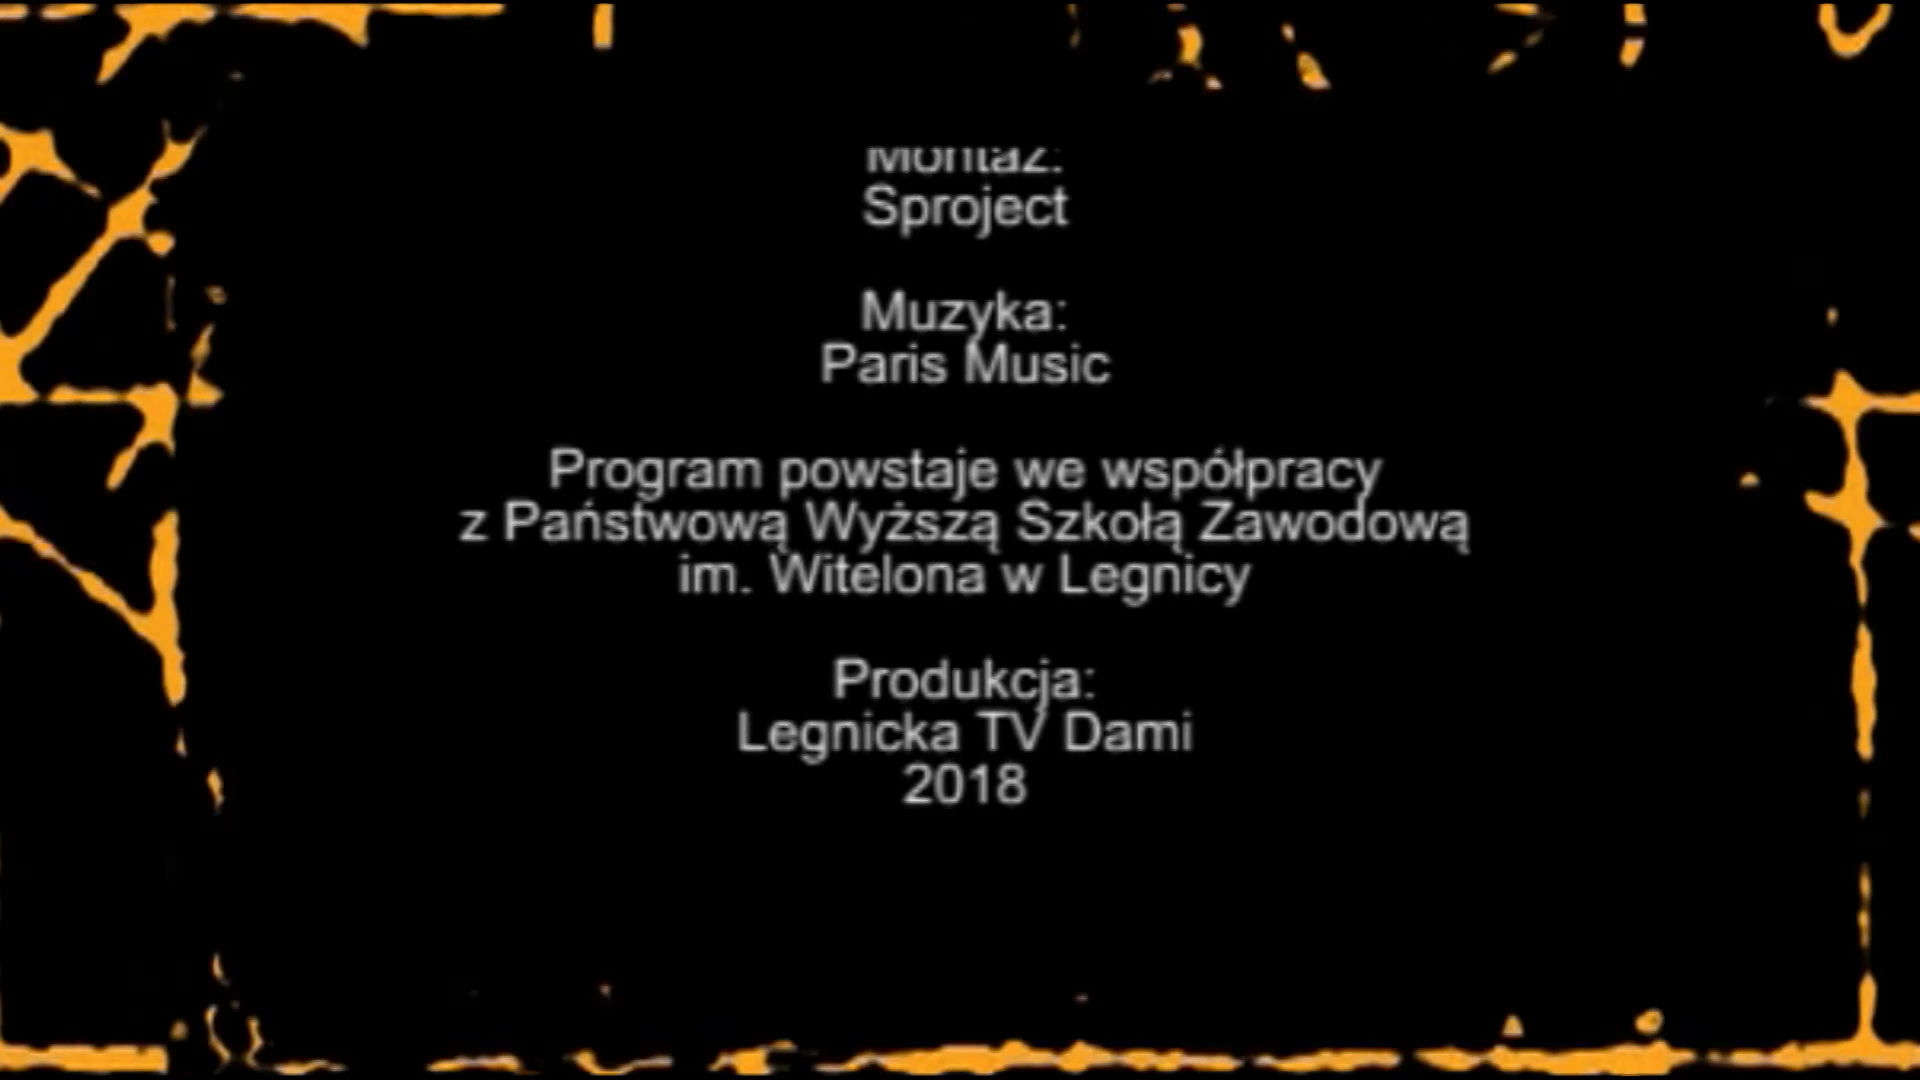 Montaż:
Sproject
Muzyka:
Paris Music
Program powstaje we współpracy
z Państwową Wyższą Szkołą Zawodową
im. Witelona w Legnicy
Produkcja:
Legnicka TV Dami
2018